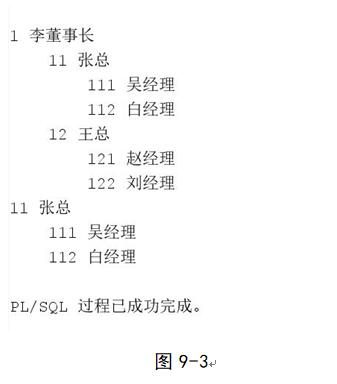 1 李董事长
11 张总
111 吴经理
112 白经理
12 王总
121 赵经理
122 刘经理
11 张总
111 吴经理
112 白经理
PL/SQL 过程已成功完成。
图 9-3